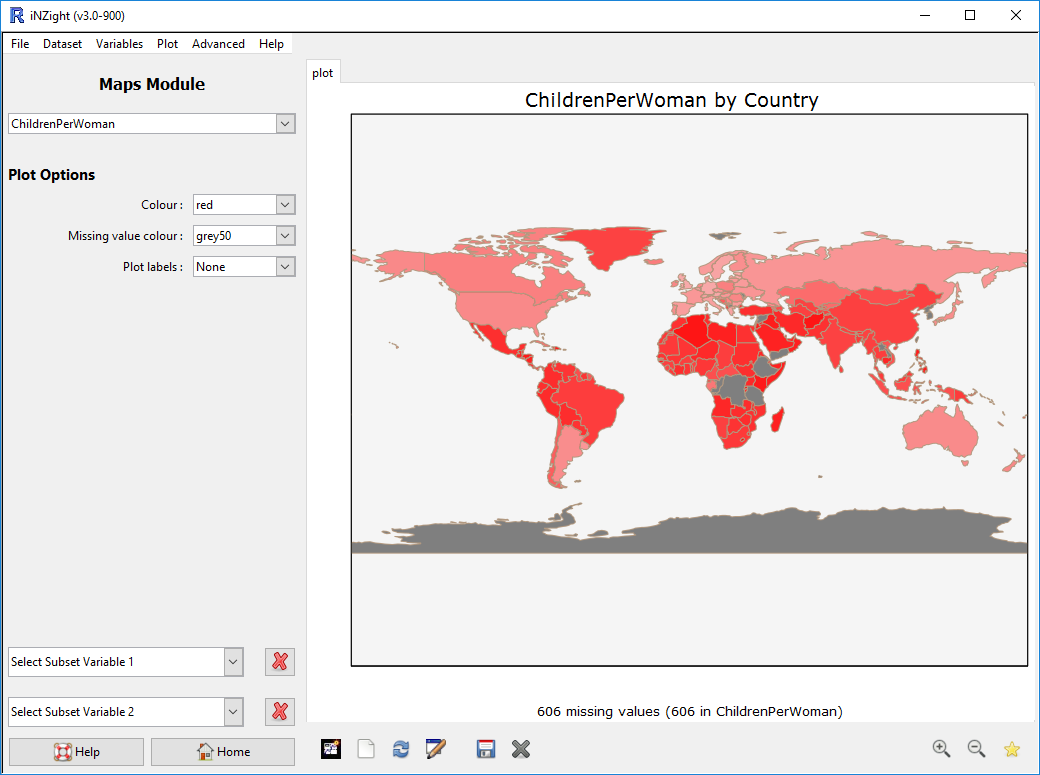 iNZight (v3.0-900)
File Dataset Variables Plot Advanced Help
Maps Module
ChildrenPerWoman
Plot Options
Colour : red
Missing value colour : grey50
Plot labels : None
Select Subset Variable 1
Select Subset Variable 2
Help Home
plot
ChildrenPerWoman by Country
606 missing values (606 in ChildrenPerWoman)